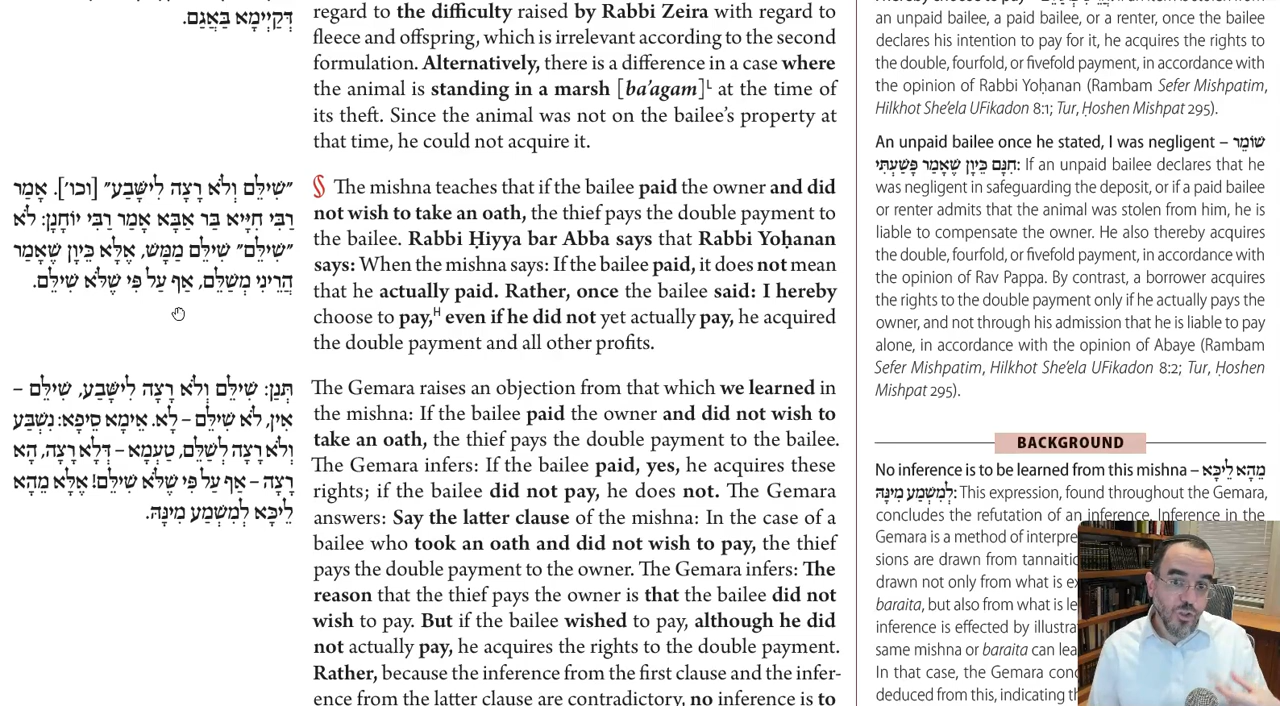 דְּקַיְימָא בַּאֲגַם.
״שִׁילֵּם וְלֹא רָצָה לִישָּׁבַע״ [וכו׳]. אָמַר
רַבִּי חִיָּיא בַּר אַבָּא אָמַר רַבִּי יוֹחָנָן: לֹא
״שִׁילֵּם״ שִׁילֵּם מַמָּשׁ, אֶלָּא כֵּיוָן שֶׁאָמַר
הֲרֵינִי מְשַׁלֵּם, אַף עַל פִּי שֶׁלֹּא שִׁילֵּם.
תְּנַן: שִׁילֵּם וְלֹא רָצָה לִישָּׁבַע, שִׁילֵּם –
אִין, לֹא שִׁילֵּם – לָא. אֵימָא סֵיפָא: נִשְׁבַּע
וְלֹא רָצָה לְשַׁלֵּם, טַעְמָא – דְּלֹא רָצָה, הָא
רָצָה – אַף עַל פִּי שֶׁלֹּא שִׁילֵּם! אֶלָּא מֵהָא
לֵיכָּא לְמִשְׁמַע מִינַּהּ.
regard to the difficulty raised by Rabbi Zeira with regard to
fleece and offspring, which is irrelevant according to the second
formulation. Alternatively, there is a difference in a case where
the animal is standing in a marsh [ba'agam]L at the time of
its theft. Since the animal was not on the bailee's property at
that time, he could not acquire it.
§ The mishna teaches that if the bailee paid the owner and did
not wish to take an oath, the thief pays the double payment to
the bailee. Rabbi Ḥiyya bar Abba says that Rabbi Yoḥanan
says: When the mishna says: If the bailee paid, it does not mean
that he actually paid. Rather, once the bailee said: I hereby
choose to pay,H even if he did not yet actually pay, he acquired
the double payment and all other profits.
The Gemara raises an objection from that which we learned in
the mishna: If the bailee paid the owner and did not wish to
take an oath, the thief pays the double payment to the bailee.
The Gemara infers: If the bailee paid, yes, he acquires these
rights; if the bailee did not pay, he does not. The Gemara
answers: Say the latter clause of the mishna: In the case of a
bailee who took an oath and did not wish to pay, the thief
pays the double payment to the owner. The Gemara infers: The
reason that the thief pays the owner is that the bailee did not
wish to pay. But if the bailee wished to pay, although he did
not actually pay, he acquires the rights to the double payment.
Rather, because the inference from the first clause and the infer-
ence from the latter clause are contradictory, no inference is to
an unpaid bailee, a paid bailee, or a renter, once the bailee
declares his intention to pay for it, he acquires the rights to
the double, fourfold, or fivefold payment, in accordance with
the opinion of Rabbi Yoḥanan (Rambam Sefer Mishpatim,
Hilkhot She'ela UFikadon 8:1; Tur, Ḥoshen Mishpat 295).
An unpaid bailee once he stated, I was negligent – שׁוֹמֵר
חִנָּם כֵּיוָן שֶׁאָמַר פָּשַׁעְתִּי: If an unpaid bailee declares that he
was negligent in safeguarding the deposit, or if a paid bailee
or renter admits that the animal was stolen from him, he is
liable to compensate the owner. He also thereby acquires
the double, fourfold, or fivefold payment, in accordance with
the opinion of Rav Pappa. By contrast, a borrower acquires
the rights to the double payment only if he actually pays the
owner, and not through his admission that he is liable to pay
alone, in accordance with the opinion of Abaye (Rambam
Sefer Mishpatim, Hilkhot She'ela UFikadon 8:2; Tur, Ḥoshen
Mishpat 295).
BACKGROUND
No inference is to be learned from this mishna – מֵהָא לֵיכָּא
לְמִשְׁמַע מִינַּהּ: This expression, found throughout the Gemara,
concludes the refutation of an inference. Inference in the
Gemara is a method of interpre
sions are drawn from tannaitic
drawn not only from what is ex
baraita, but also from what is le
inference is effected by illustra
same mishna or baraita can lea
In that case, the Gemara conc
deduced from this, indicating th